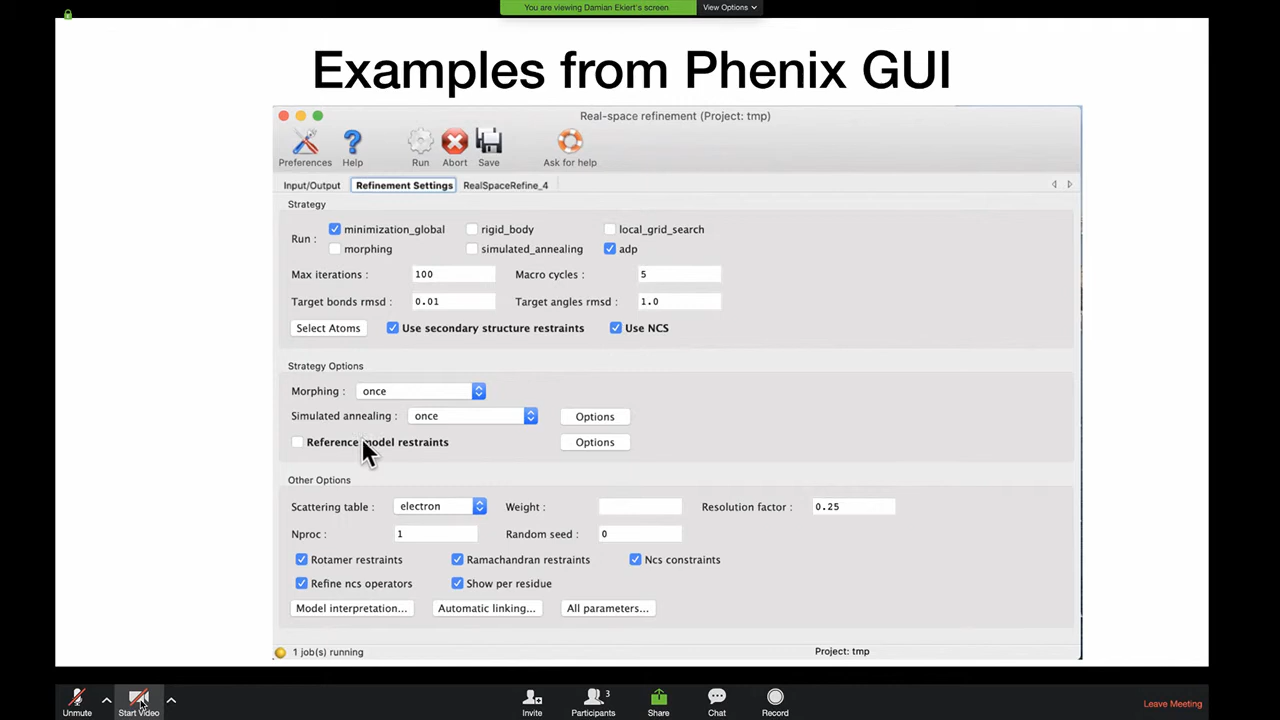 You are viewing Damian Ekiert's screen View Options
Examples from Phenix GUI
Real-space refinement (Project: tmp)
Preferences Help Run Abort Save Ask for help
Input/Output Refinement Settings RealSpaceRefine_4
Strategy
Run : minimization_global rigid_body local_grid_search
morphing simulated_annealing adp
Max iterations : 100 Macro cycles : 5
Target bonds rmsd : 0.01 Target angles rmsd : 1.0
Select Atoms Use secondary structure restraints Use NCS
Strategy Options
Morphing : once
Simulated annealing : once Options
Reference model restraints Options
Other Options
Scattering table : electron Weight : Resolution factor : 0.25
Nproc : 1 Random seed : 0
Rotamer restraints Ramachandran restraints Ncs constraints
Refine ncs operators Show per residue
Model interpretation... Automatic linking... All parameters...
1 job(s) running Project: tmp
3
Unmute Start Video Invite Participants Share Chat Record Leave Meeting